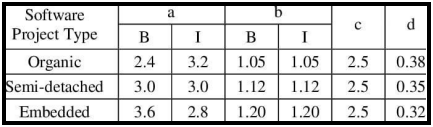 Software Project Type a b c d
B I B I
Organic 2.4 3.2 1.05 1.05 2.5 0.38
Semi-detached 3.0 3.0 1.12 1.12 2.5 0.35
Embedded 3.6 2.8 1.20 1.20 2.5 0.32